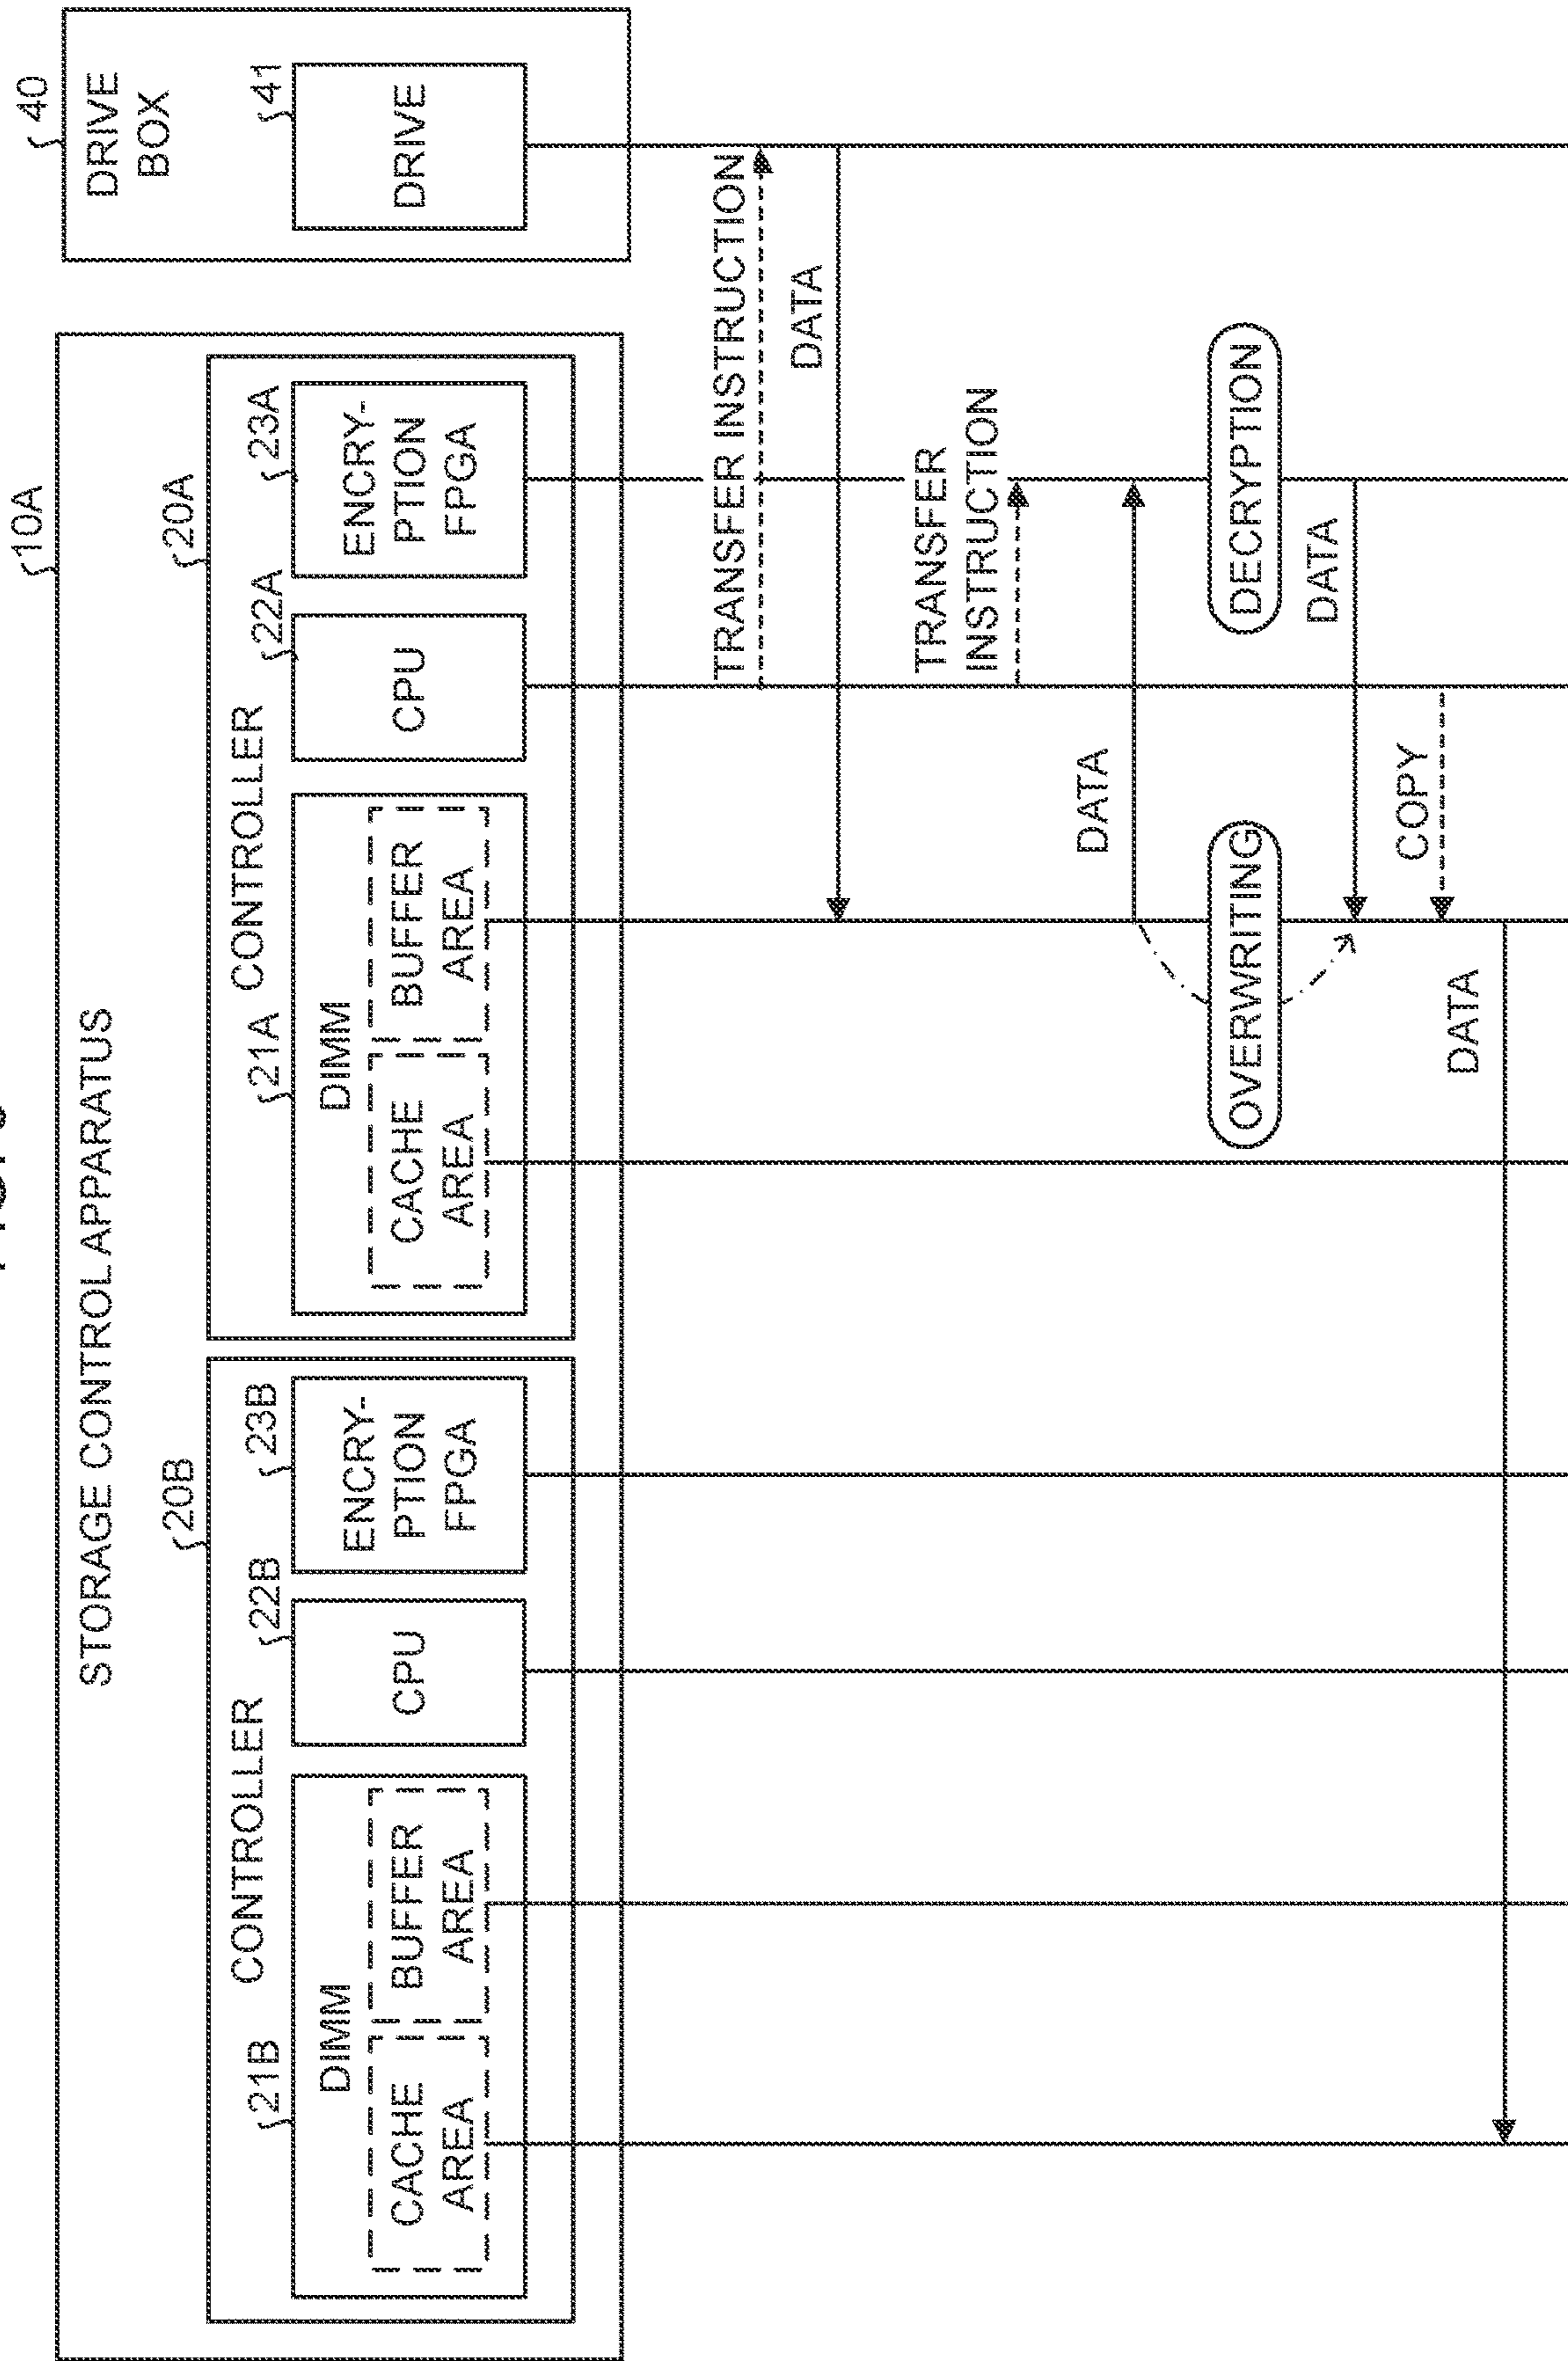 10A
40
STORAGE CONTROL APPARATUS
DRIVE
BOX
20B
20A
41
CONTROLLER
CONTROLLER
21B
22B
23B
21A
22A
23A
DIMM
DIMM
CACHE
AREA
BUFFER
AREA
CPU
ENCRY-
PTION
FPGA
CACHE
AREA
BUFFER
AREA
CPU
ENCRY-
PTION
FPGA
DRIVE
TRANSFER INSTRUCTION
DATA
TRANSFER
INSTRUCTION
DATA
OVERWRITING
DECRYPTION
DATA
COPY
DATA